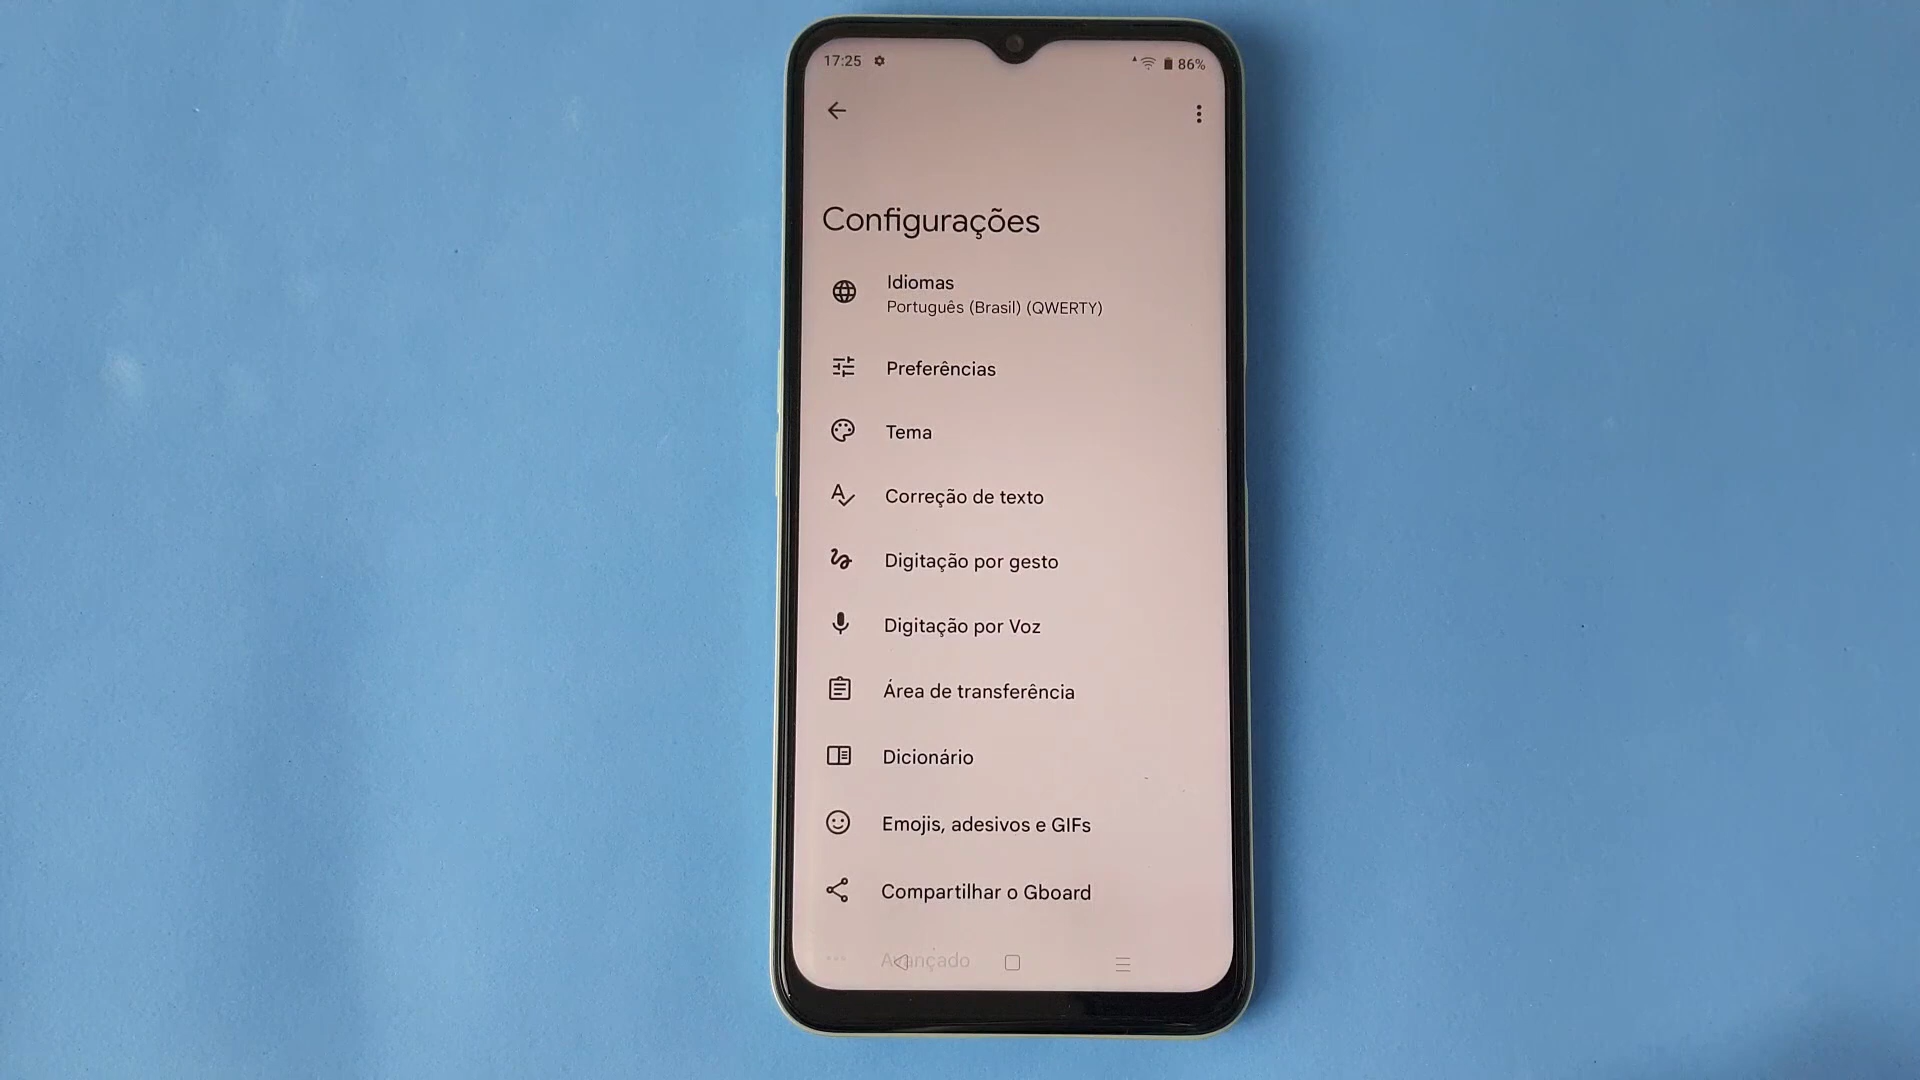 17:25
86%
Configurações
Idiomas
Português (Brasil) (QWERTY)
Preferências
Tema
Correção de texto
Digitação por gesto
Digitação por Voz
Área de transferência
Dicionário
Emojis, adesivos e GIFs
Compartilhar o Gboard
Avançado